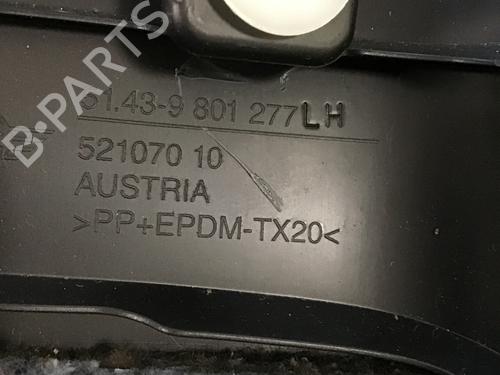 B-PARTS
51.43-9 801 277 LH
521070 10
AUSTRIA
>PP+EPDM-TX20<